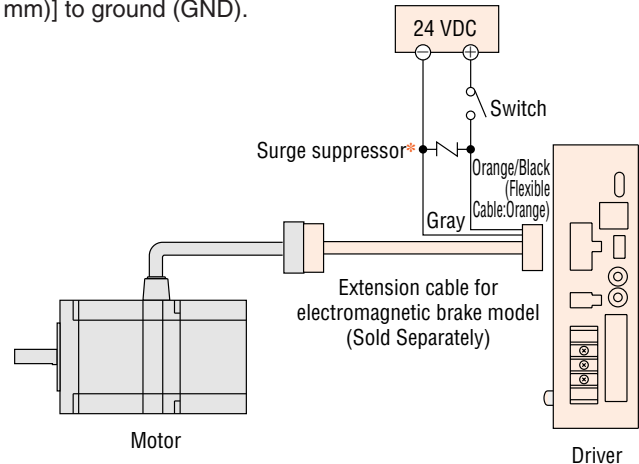 mm)] to ground (GND).
24 VDC
− +
Switch
Surge suppressor*
Orange/Black
(Flexible
Cable:Orange)
Gray
Extension cable for
electromagnetic brake model
(Sold Separately)
Motor
Driver